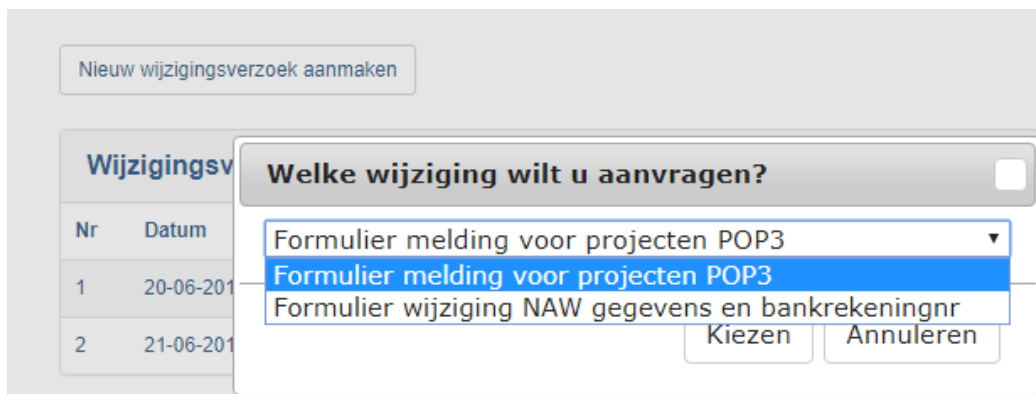 Nieuw wijzigingsverzoek aanmaken
Wijzigingsv
Welke wijziging wilt u aanvragen?
Nr Datum
Formulier melding voor projecten POP3
Formulier melding voor projecten POP3
1 20-06-201
Formulier wijziging NAW gegevens en bankrekeningnr
2 21-06-201
Kiezen Annuleren